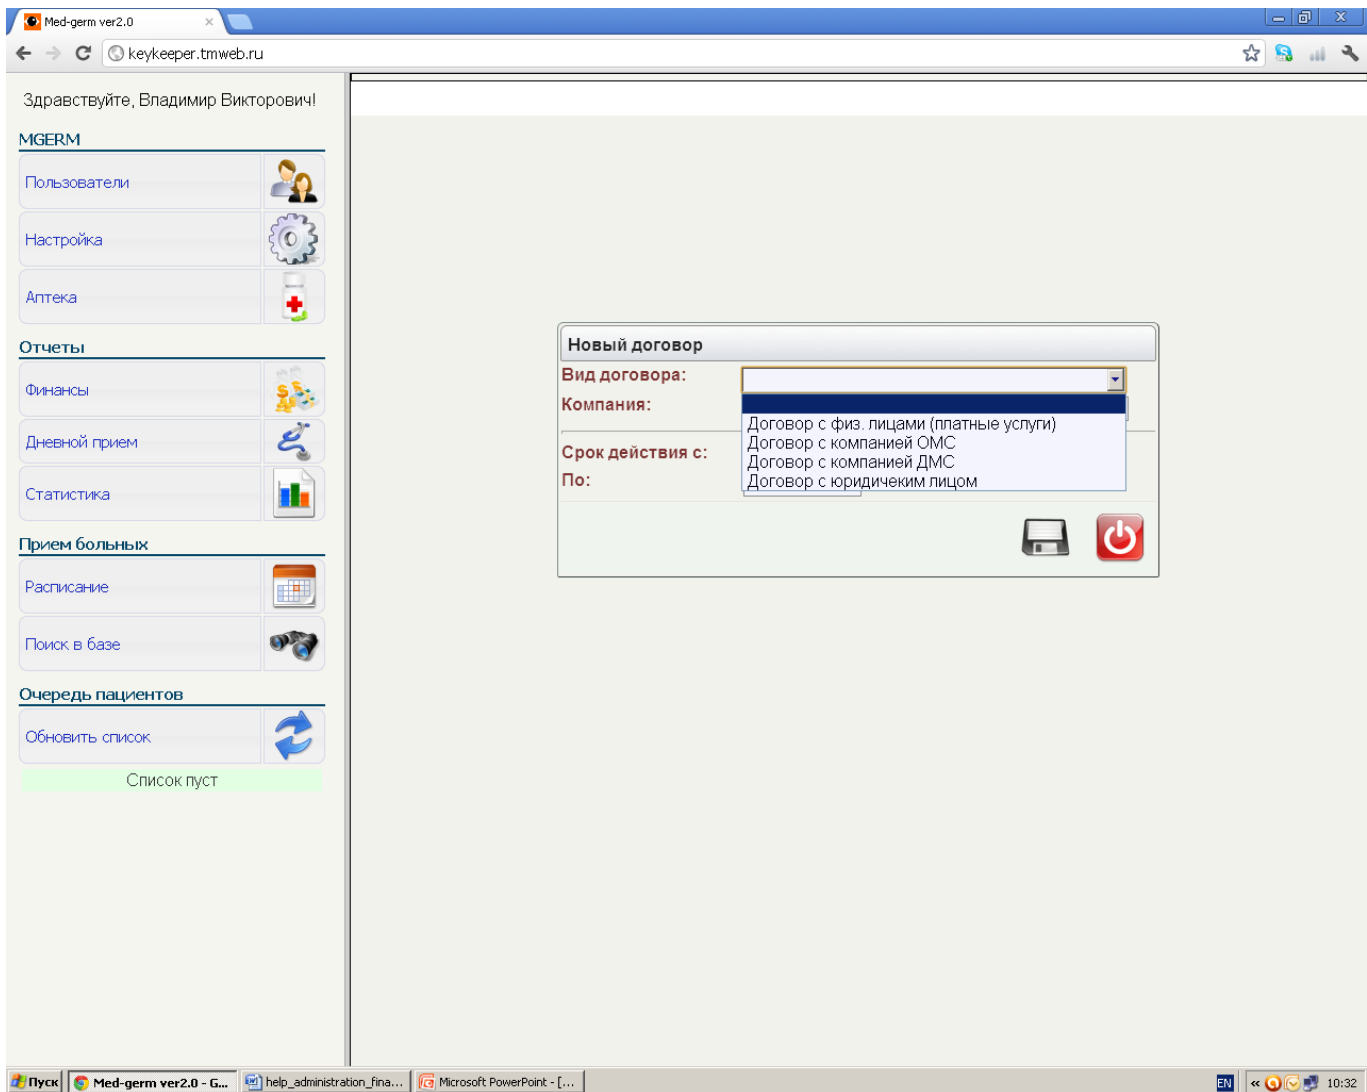 Med-germ ver2.0
keykeeper.tmweb.ru
Здравствуйте, Владимир Викторович!
MGERM
Пользователи
Настройка
Аптека
Отчеты
Финансы
Дневной прием
Статистика
Прием больных
Расписание
Поиск в базе
Очередь пациентов
Обновить список
Список пуст
Новый договор
Вид договора:
Компания:
Договор с физ. лицами (платные услуги)
Договор с компанией ОМС
Договор с компанией ДМС
Договор с юридичеким лицом
Срок действия с:
По:
Пуск Med-germ ver2.0 - G... help_administration_fina... Microsoft PowerPoint - [... EN « 10:32